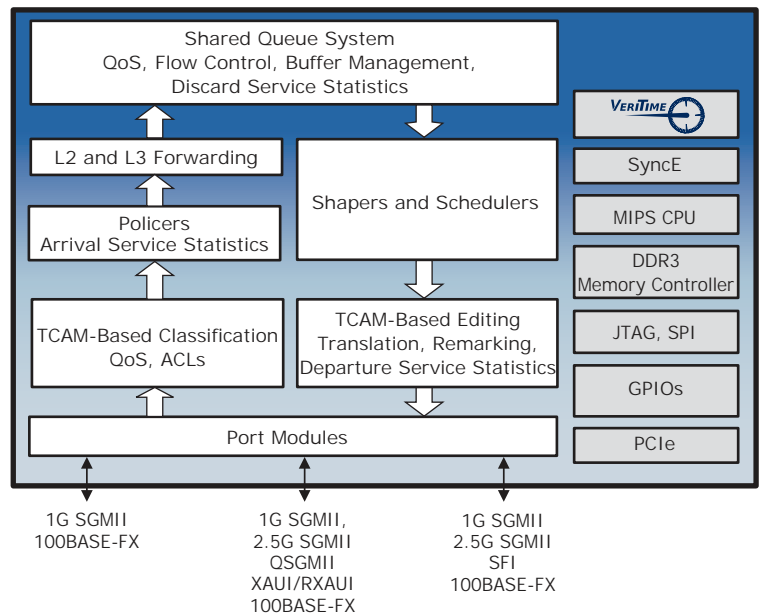 Shared Queue System
QoS, Flow Control, Buffer Management,
Discard Service Statistics
L2 and L3 Forwarding
Policers
Arrival Service Statistics
TCAM-Based Classification
QoS, ACLs
Shapers and Schedulers
TCAM-Based Editing
Translation, Remarking,
Departure Service Statistics
Port Modules
VERITIME
SyncE
MIPS CPU
DDR3
Memory Controller
JTAG, SPI
GPIOs
PCIe
1G SGMII
100BASE-FX
1G SGMII,
2.5G SGMII
QSGMII
XAUI/RXAUI
100BASE-FX
1G SGMII
2.5G SGMII
SFI
100BASE-FX